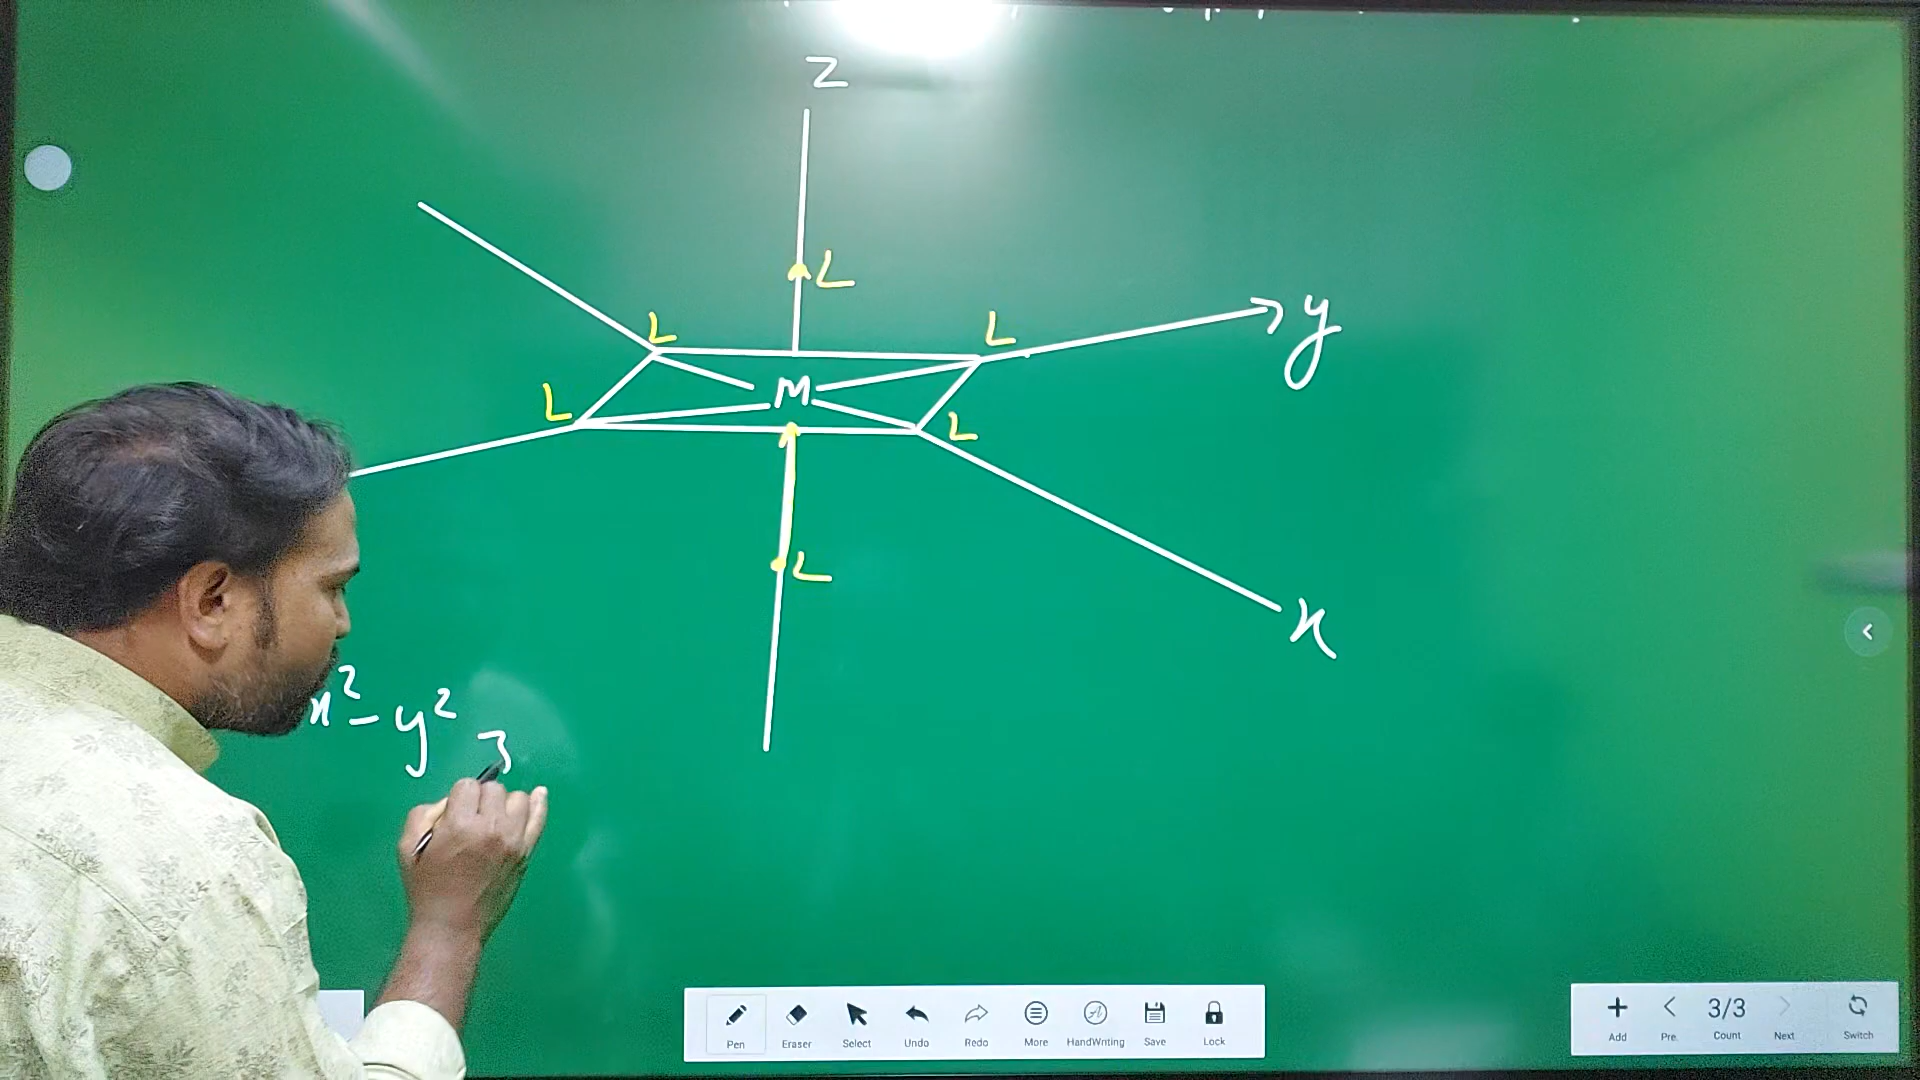 Z
L
L
L
y
M
L
L
L
x
x² - y²
Pen Eraser Select Undo Redo More HandWriting Save Lock
Add Pre. 3/3 Count Next Switch